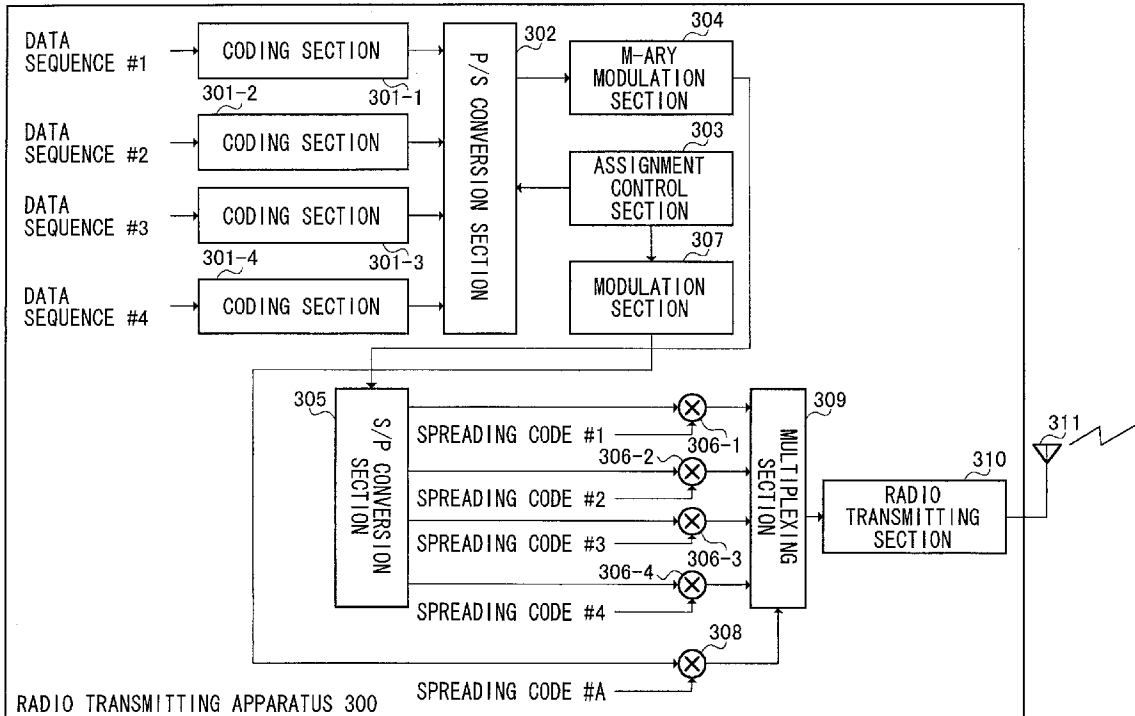 DATA
SEQUENCE #1
CODING SECTION
301-1
302
P/S CONVERSION SECTION
304
M-ARY
MODULATION
SECTION
301-2
DATA
SEQUENCE #2
CODING SECTION
303
ASSIGNMENT
CONTROL
SECTION
DATA
SEQUENCE #3
CODING SECTION
301-3
307
MODULATION
SECTION
301-4
DATA
SEQUENCE #4
CODING SECTION
305
S/P CONVERSION
SECTION
SPREADING CODE #1
306-1
306-2
SPREADING CODE #2
SPREADING CODE #3
306-3
306-4
SPREADING CODE #4
309
MULTIPLEXING
SECTION
310
RADIO
TRANSMITTING
SECTION
311
308
SPREADING CODE #A
RADIO TRANSMITTING APPARATUS 300